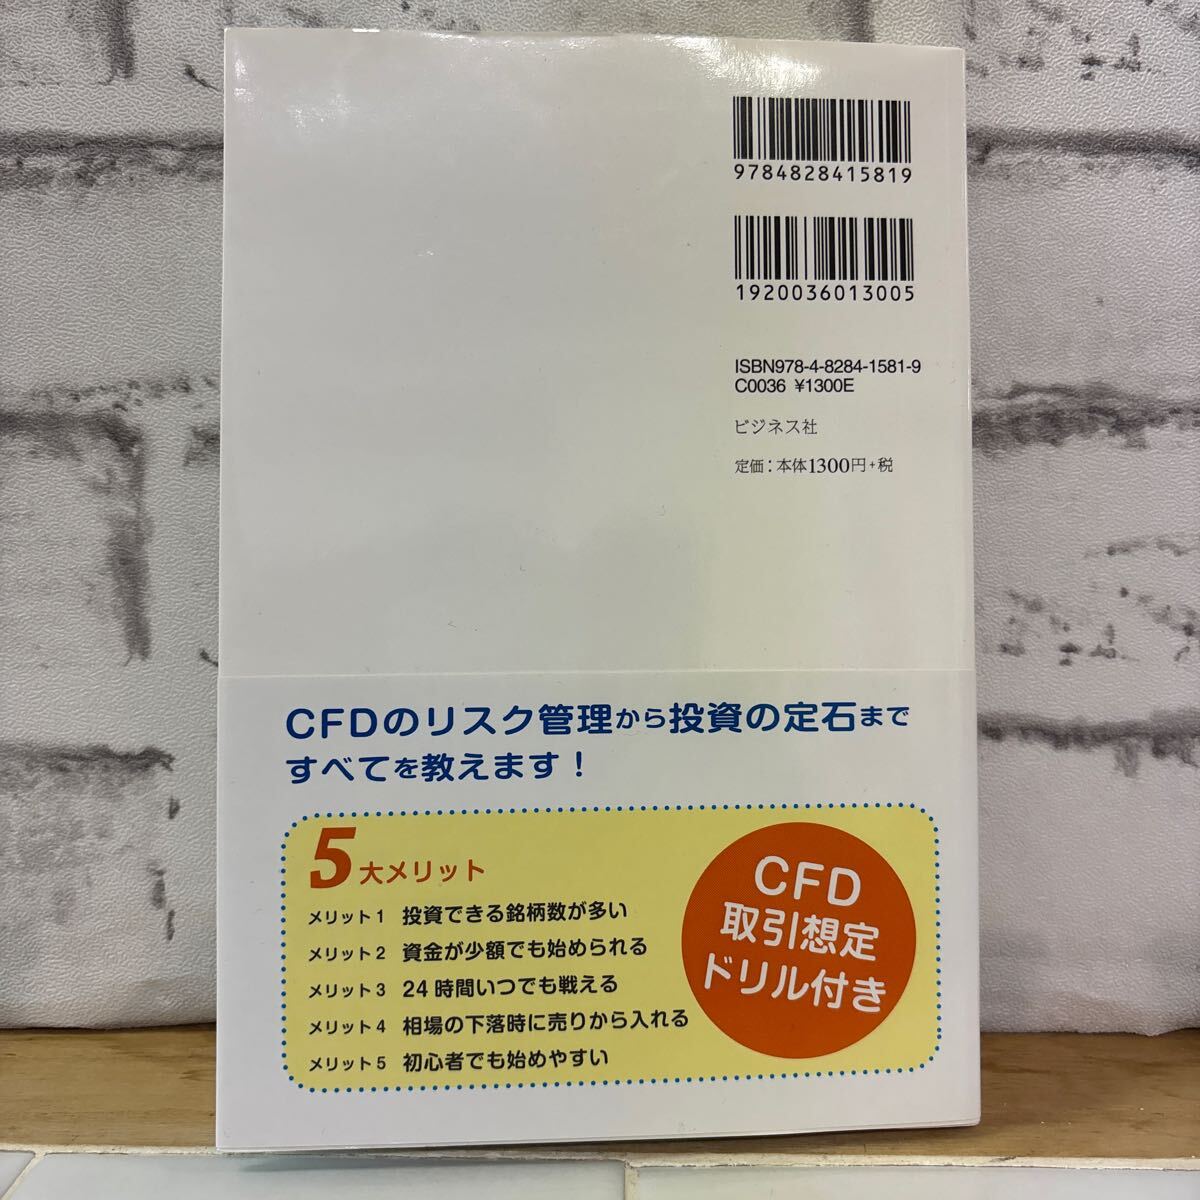 9784828415819
1920036013005
ISBN978-4-8284-1581-9
C0036 ¥1300E
ビジネス社
定価：本体1300円+税
CFDのリスク管理から投資の定石まで
すべてを教えます！
5大メリット
メリット1 投資できる銘柄数が多い
メリット2 資金が少額でも始められる
メリット3 24時間いつでも戦える
メリット4 相場の下落時に売りから入れる
メリット5 初心者でも始めやすい
CFD
取引想定
ドリル付き